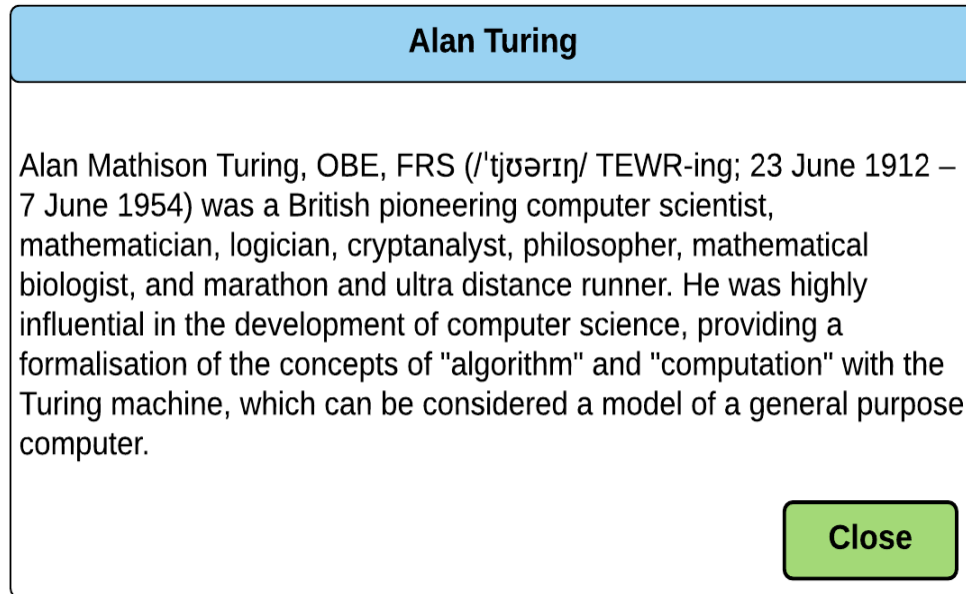 Alan Turing
Alan Mathison Turing, OBE, FRS (/ˈtjʊərɪŋ/ TEWR-ing; 23 June 1912 –
7 June 1954) was a British pioneering computer scientist,
mathematician, logician, cryptanalyst, philosopher, mathematical
biologist, and marathon and ultra distance runner. He was highly
influential in the development of computer science, providing a
formalisation of the concepts of "algorithm" and "computation" with the
Turing machine, which can be considered a model of a general purpose
computer.
Close